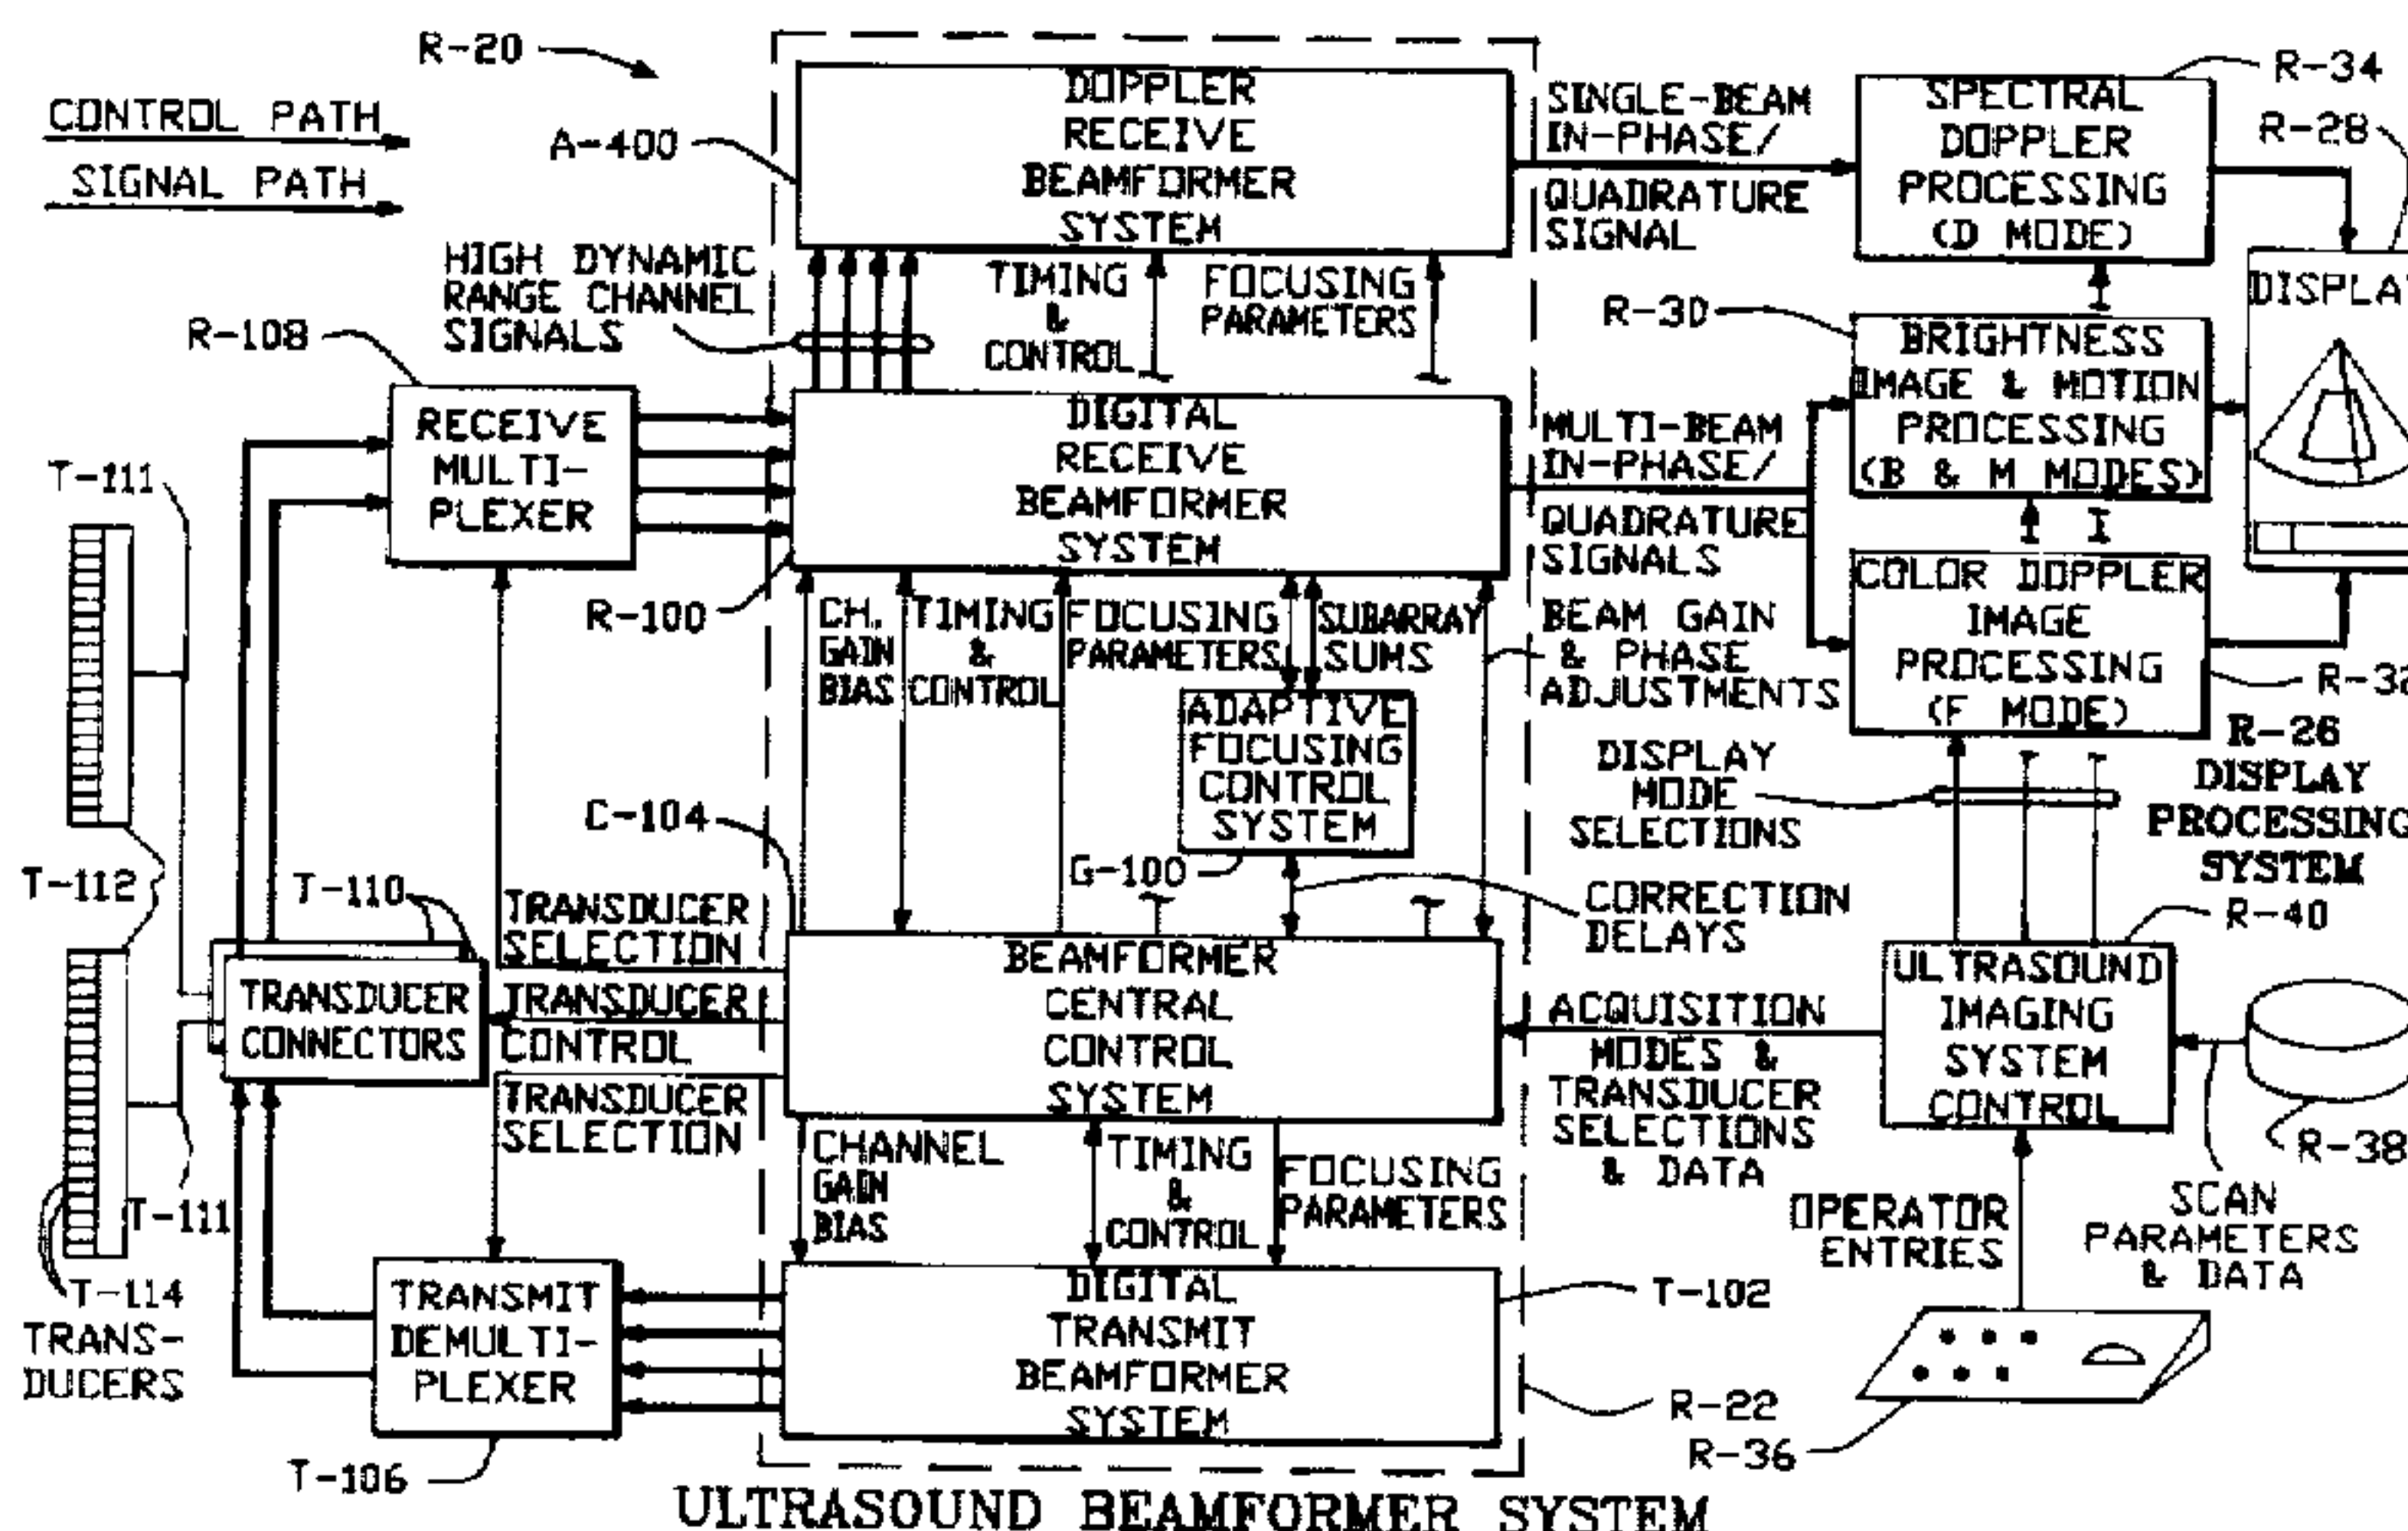 R-20
CONTROL PATH
SIGNAL PATH
A-400
DOPPLER
RECEIVE
BEAMFORMER
SYSTEM
SINGLE-BEAM
IN-PHASE/
QUADRATURE
SIGNAL
SPECTRAL
DOPPLER
PROCESSING
(D MODE)
R-34
R-28
HIGH DYNAMIC
RANGE CHANNEL
SIGNALS
TIMING
&
CONTROL
FOCUSING
PARAMETERS
R-30
DISPLAY
R-108
RECEIVE
MULTI-
PLEXER
DIGITAL
RECEIVE
BEAMFORMER
SYSTEM
R-100
MULTI-BEAM
IN-PHASE/
QUADRATURE
SIGNALS
BRIGHTNESS
IMAGE & MOTION
PROCESSING
(B & M MODES)
COLOR DOPPLER
IMAGE
PROCESSING
(F MODE)
R-32
T-111
T-112
CH.
GAIN
BIAS
TIMING
&
CONTROL
FOCUSING
PARAMETERS
SUBARRAY
SUMS
BEAM GAIN
& PHASE
ADJUSTMENTS
ADAPTIVE
FOCUSING
CONTROL
SYSTEM
G-100
DISPLAY
MODE
SELECTIONS
R-26
DISPLAY
PROCESSING
SYSTEM
C-104
CORRECTION
DELAYS
R-40
T-110
TRANSDUCER
SELECTION
TRANSDUCER
CONNECTORS
TRANSDUCER
CONTROL
TRANSDUCER
SELECTION
BEAMFORMER
CENTRAL
CONTROL
SYSTEM
ACQUISITION
MODES &
TRANSDUCER
SELECTIONS
& DATA
ULTRASOUND
IMAGING
SYSTEM
CONTROL
R-38
SCAN
PARAMETERS
& DATA
OPERATOR
ENTRIES
T-111
T-114
TRANS-
DUCERS
CHANNEL
GAIN
BIAS
TIMING
&
CONTROL
FOCUSING
PARAMETERS
TRANSMIT
DEMULTI-
PLEXER
T-106
DIGITAL
TRANSMIT
BEAMFORMER
SYSTEM
T-102
R-22
R-36
ULTRASOUND BEAMFORMER SYSTEM